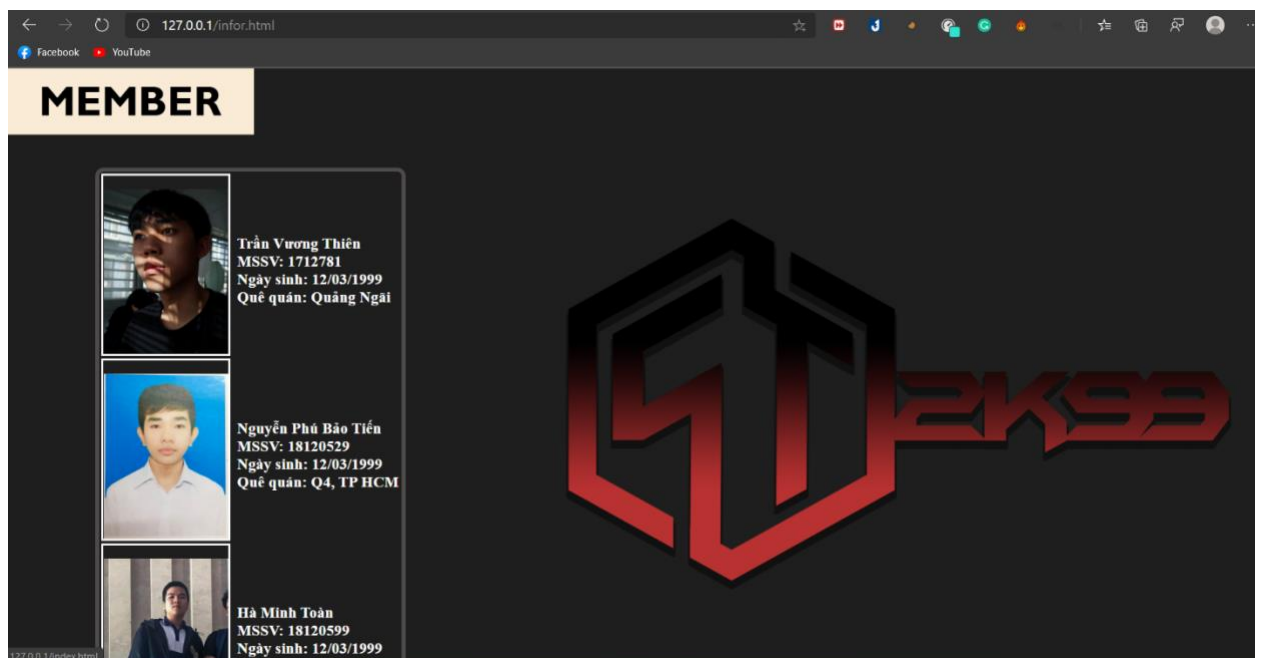 127.0.0.1/infor.html
Facebook YouTube
MEMBER
Trần Vương Thiên
MSSV: 1712781
Ngày sinh: 12/03/1999
Quê quán: Quảng Ngãi
2K99
Nguyễn Phú Bảo Tiến
MSSV: 18120529
Ngày sinh: 12/03/1999
Quê quán: Q4, TP HCM
Hà Minh Toàn
MSSV: 18120599
Ngày sinh: 12/03/1999
127.0.0.1/index.html